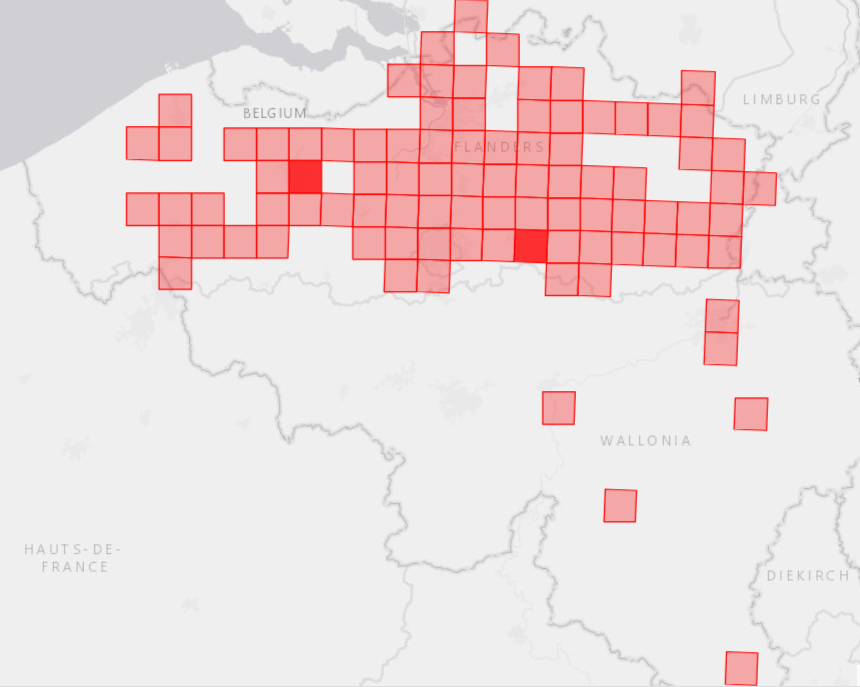 LIMBURG
BELGIUM
FLANDERS
WALLONIA
HAUTS-DE-
FRANCE
DIEKIRCH